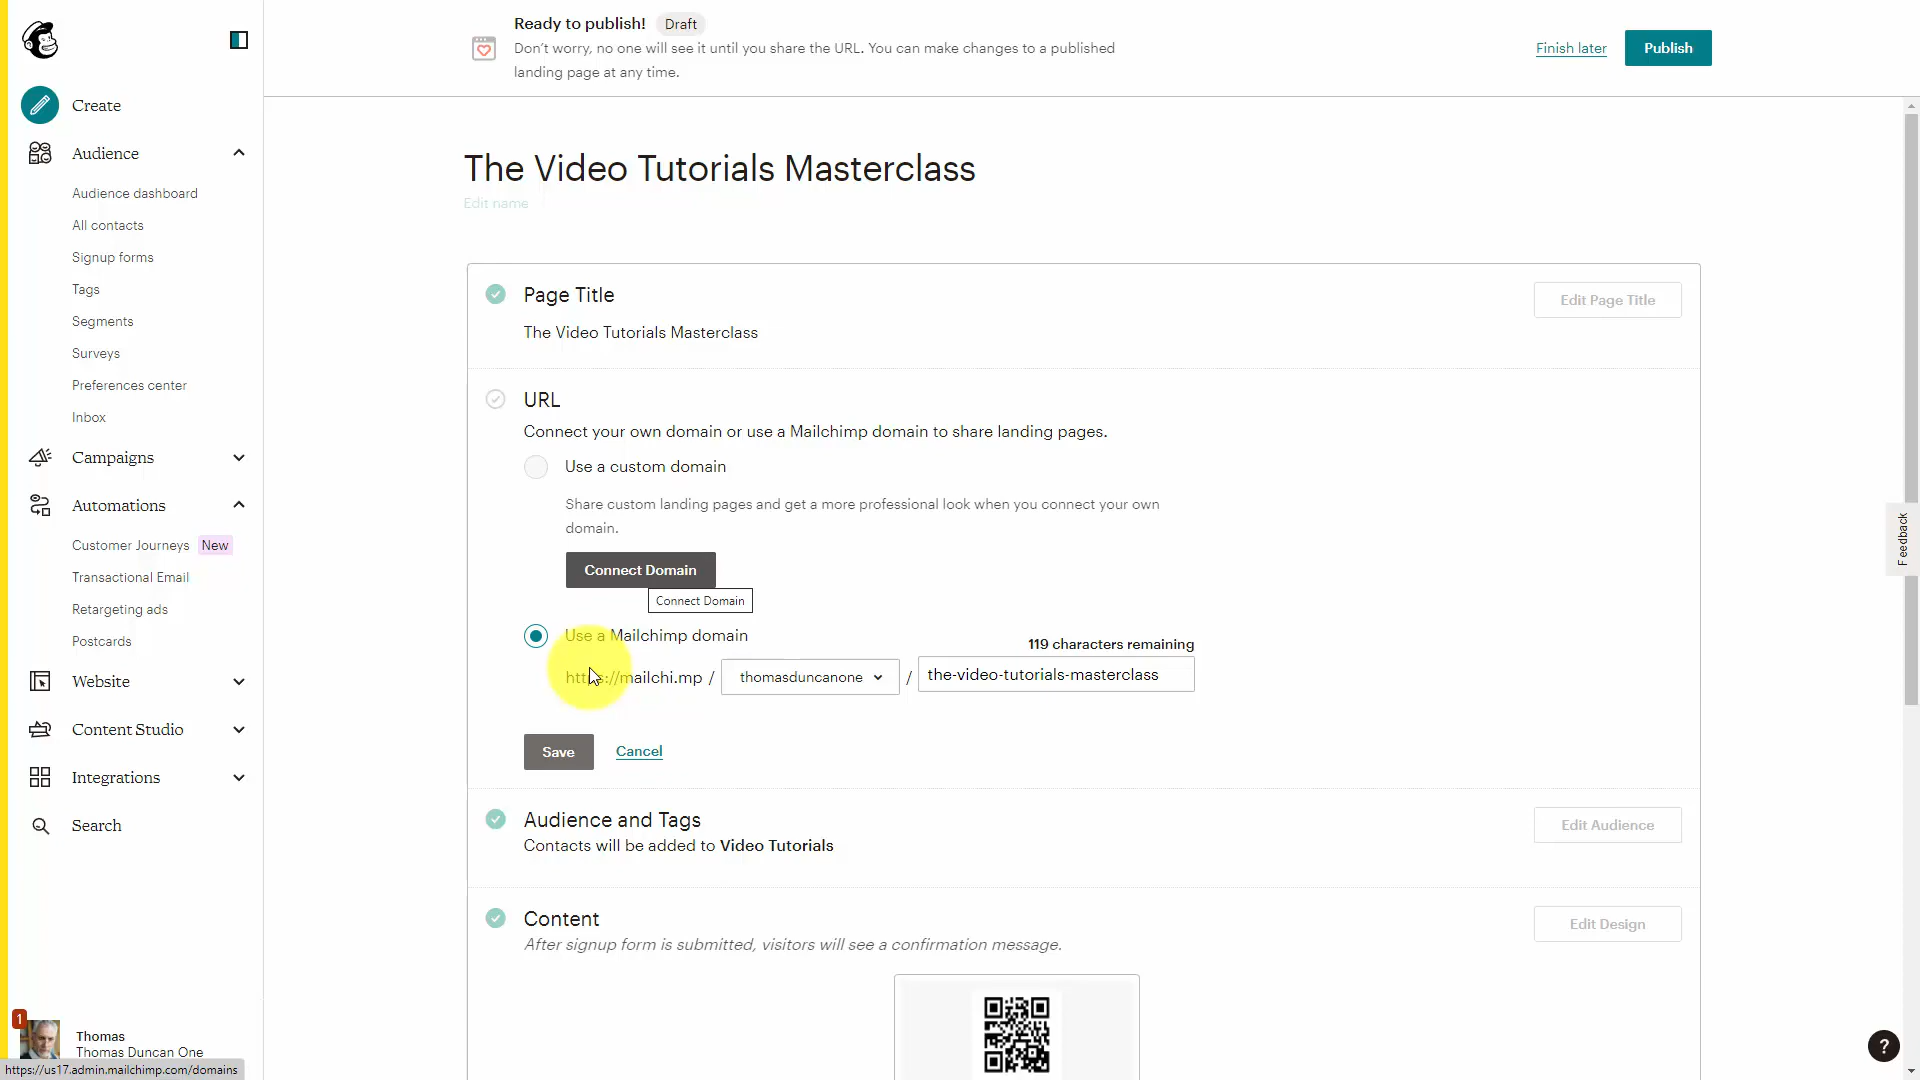 Ready to publish! Draft
Don't worry, no one will see it until you share the URL. You can make changes to a published
landing page at any time.
Finish later
Publish
Create
Audience
Audience dashboard
All contacts
Signup forms
Tags
Segments
Surveys
Preferences center
Inbox
Campaigns
Automations
Customer Journeys New
Transactional Email
Retargeting ads
Postcards
Website
Content Studio
Integrations
Search
1
Thomas
Thomas Duncan One
https://us17.admin.mailchimp.com/domains
The Video Tutorials Masterclass
Edit name
Page Title
Edit Page Title
The Video Tutorials Masterclass
URL
Connect your own domain or use a Mailchimp domain to share landing pages.
Use a custom domain
Share custom landing pages and get a more professional look when you connect your own
domain.
Connect Domain
Connect Domain
Use a Mailchimp domain
119 characters remaining
https://mailchi.mp / thomasduncanone / the-video-tutorials-masterclass
Save Cancel
Audience and Tags
Edit Audience
Contacts will be added to Video Tutorials
Content
Edit Design
After signup form is submitted, visitors will see a confirmation message.
Feedback
?